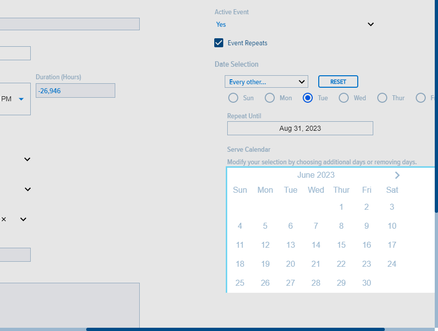 Active Event
Yes
Event Repeats
Duration (Hours)
-26,946
PM
Date Selection
Every other...
RESET
Sun Mon Tue Wed Thur
Repeat Until
Aug 31, 2023
Serve Calendar
Modify your selection by choosing additional days or removing days.
June 2023
Sun Mon Tue Wed Thur Fri Sat
1 2 3
4 5 6 7 8 9 10
11 12 13 14 15 16 17
18 19 20 21 22 23 24
25 26 27 28 29 30